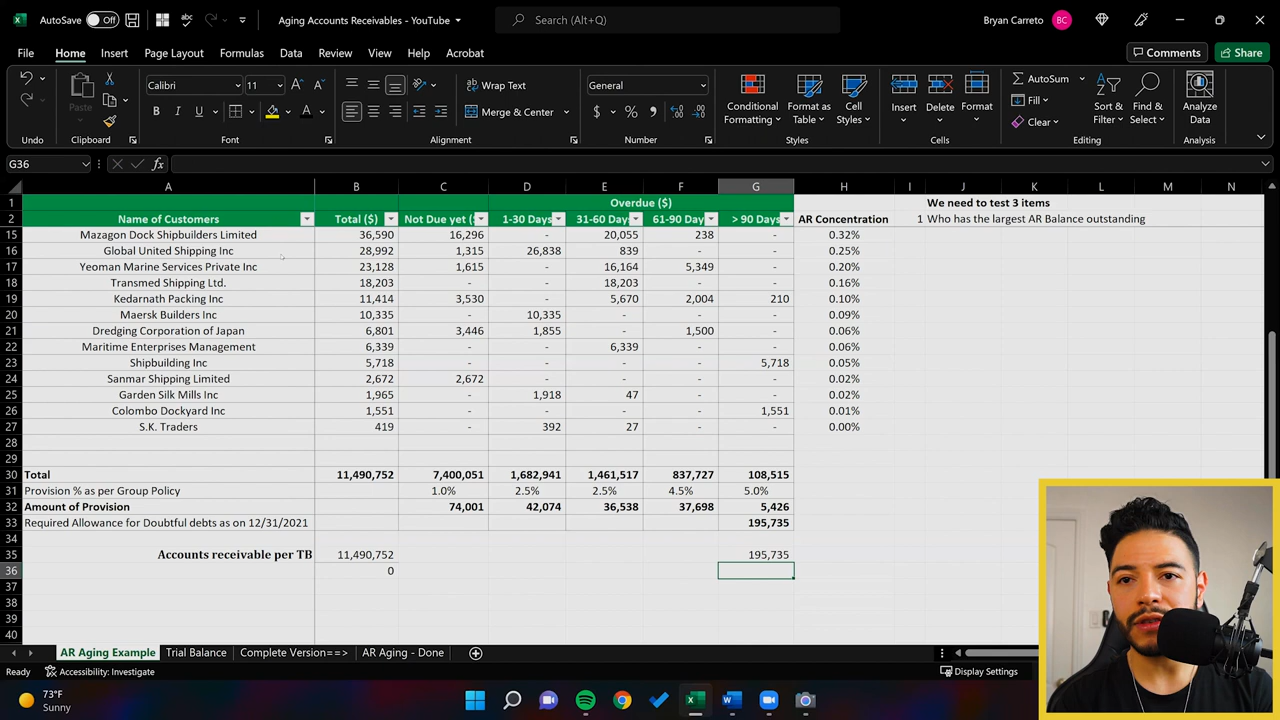 AutoSave Off Aging Accounts Receivables - YouTube Search (Alt+Q) Bryan Carreto BC
File Home Insert Page Layout Formulas Data Review View Help Acrobat Comments Share
Calibri 11 Wrap Text General AutoSum
Paste B I U Merge & Center $ % Conditional Formatting Format as Table Cell Styles Insert Delete Format Fill Clear Sort & Filter Find & Select Analyze Data
Undo Clipboard Font Alignment Number Styles Cells Editing Analysis
G36 fx
A B C D E F G H I J K L M N
1 Overdue ($) We need to test 3 items
2 Name of Customers Total ($) Not Due yet ( 1-30 Days 31-60 Day 61-90 Day > 90 Days AR Concentration 1 Who has the largest AR Balance outstanding
15 Mazagon Dock Shipbuilders Limited 36,590 16,296 - 20,055 238 - 0.32%
16 Global United Shipping Inc 28,992 1,315 26,838 839 - - 0.25%
17 Yeoman Marine Services Private Inc 23,128 1,615 - 16,164 5,349 - 0.20%
18 Transmed Shipping Ltd. 18,203 - - 18,203 - - 0.16%
19 Kedarnath Packing Inc 11,414 3,530 - 5,670 2,004 210 0.10%
20 Maersk Builders Inc 10,335 - 10,335 - - - 0.09%
21 Dredging Corporation of Japan 6,801 3,446 1,855 - 1,500 - 0.06%
22 Maritime Enterprises Management 6,339 - - 6,339 - - 0.06%
23 Shipbuilding Inc 5,718 - - - - 5,718 0.05%
24 Sanmar Shipping Limited 2,672 2,672 - - - - 0.02%
25 Garden Silk Mills Inc 1,965 - 1,918 47 - - 0.02%
26 Colombo Dockyard Inc 1,551 - - - - 1,551 0.01%
27 S.K. Traders 419 - 392 27 - - 0.00%
28
29
30 Total 11,490,752 7,400,051 1,682,941 1,461,517 837,727 108,515
31 Provision % as per Group Policy 1.0% 2.5% 2.5% 4.5% 5.0%
32 Amount of Provision 74,001 42,074 36,538 37,698 5,426
33 Required Allowance for Doubtful debts as on 12/31/2021 195,735
34
35 Accounts receivable per TB 11,490,752 195,735
36 0
37
38
39
40
AR Aging Example Trial Balance Complete Version==> AR Aging - Done
Ready Accessibility: Investigate Display Settings
73°F
Sunny